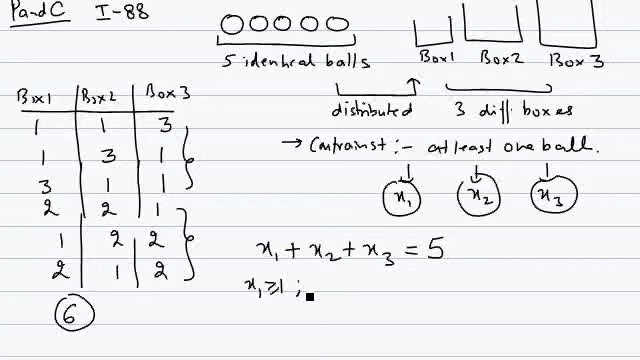 PandC I-88
5 identical balls
Box1 Box2 Box3
distributed 3 diff. boxes
→ Contrainst :- atleast one ball.
x₁ x₂ x₃
x₁ + x₂ + x₃ = 5
x₁ ≥ 1 ;
Box1 Box2 Box3
1 1 3
1 3 1
3 1 1
2 2 1
1 2 2
2 1 2
6